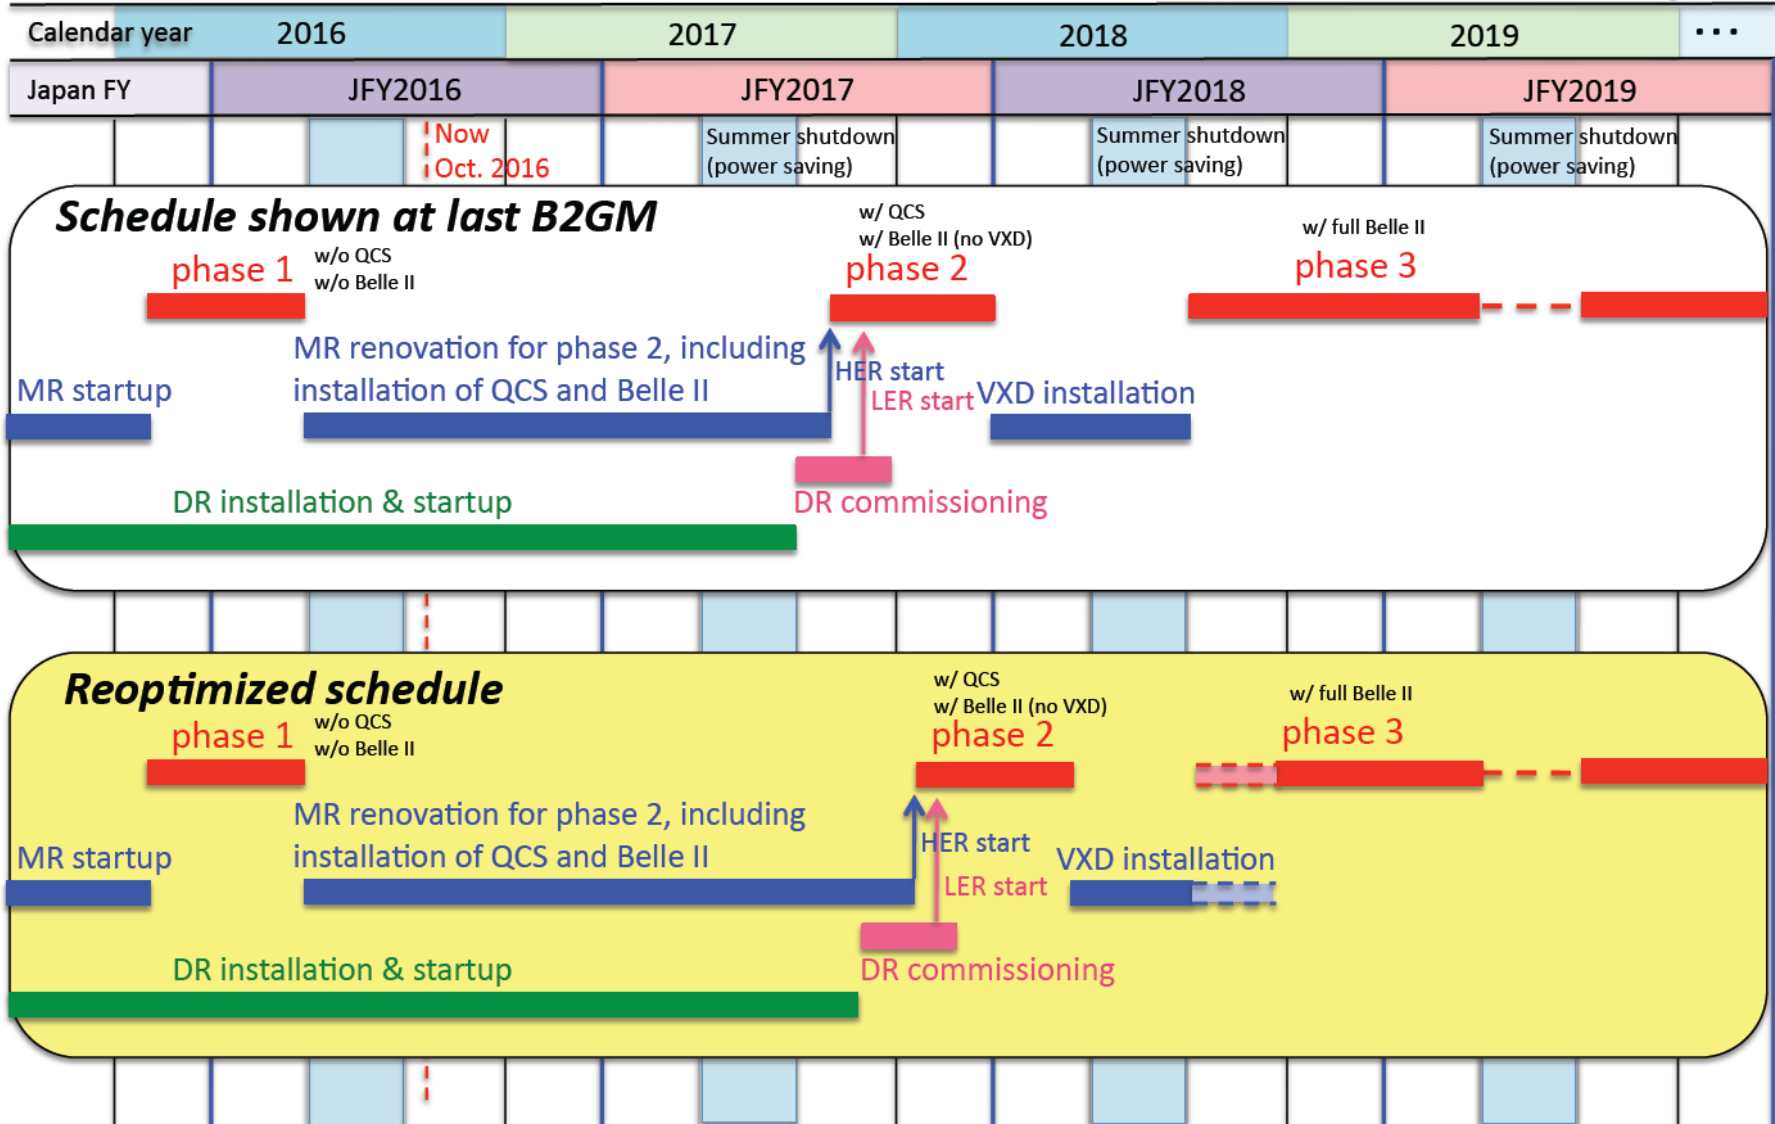 Calendar year 2016 2017 2018 2019 ...
Japan FY JFY2016 JFY2017 JFY2018 JFY2019
Now
Oct. 2016
Summer shutdown
(power saving)
Summer shutdown
(power saving)
Summer shutdown
(power saving)
Schedule shown at last B2GM
phase 1
w/o QCS
w/o Belle II
w/ QCS
w/ Belle II (no VXD)
phase 2
w/ full Belle II
phase 3
MR startup
MR renovation for phase 2, including
installation of QCS and Belle II
HER start
LER start
VXD installation
DR installation & startup
DR commissioning
Reoptimized schedule
phase 1
w/o QCS
w/o Belle II
w/ QCS
w/ Belle II (no VXD)
phase 2
w/ full Belle II
phase 3
MR startup
MR renovation for phase 2, including
installation of QCS and Belle II
HER start
LER start
VXD installation
DR installation & startup
DR commissioning